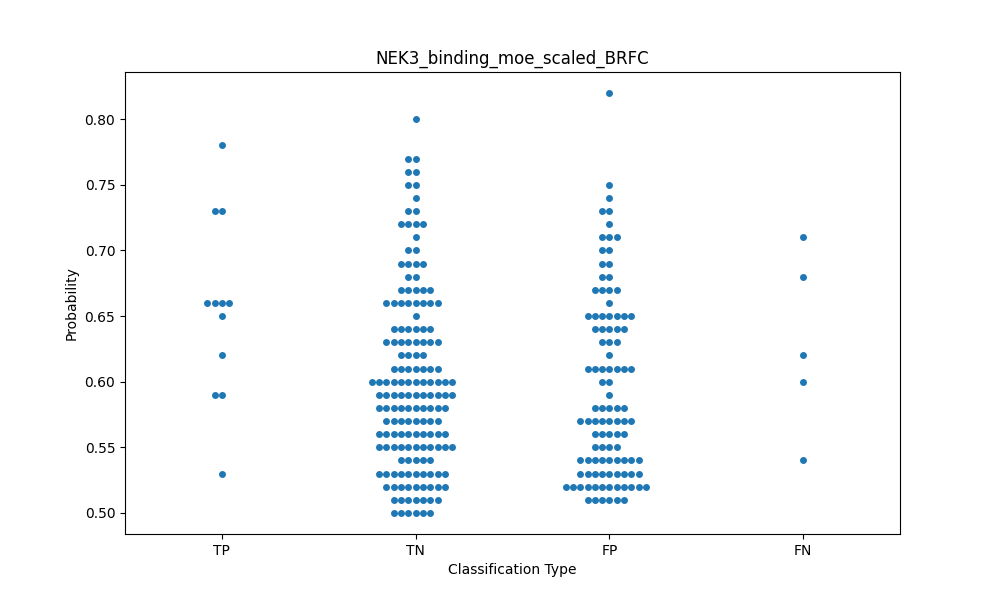 NEK3_binding_moe_scaled_BRFC
Probability
0.80
0.75
0.70
0.65
0.60
0.55
0.50
TP TN FP FN
Classification Type